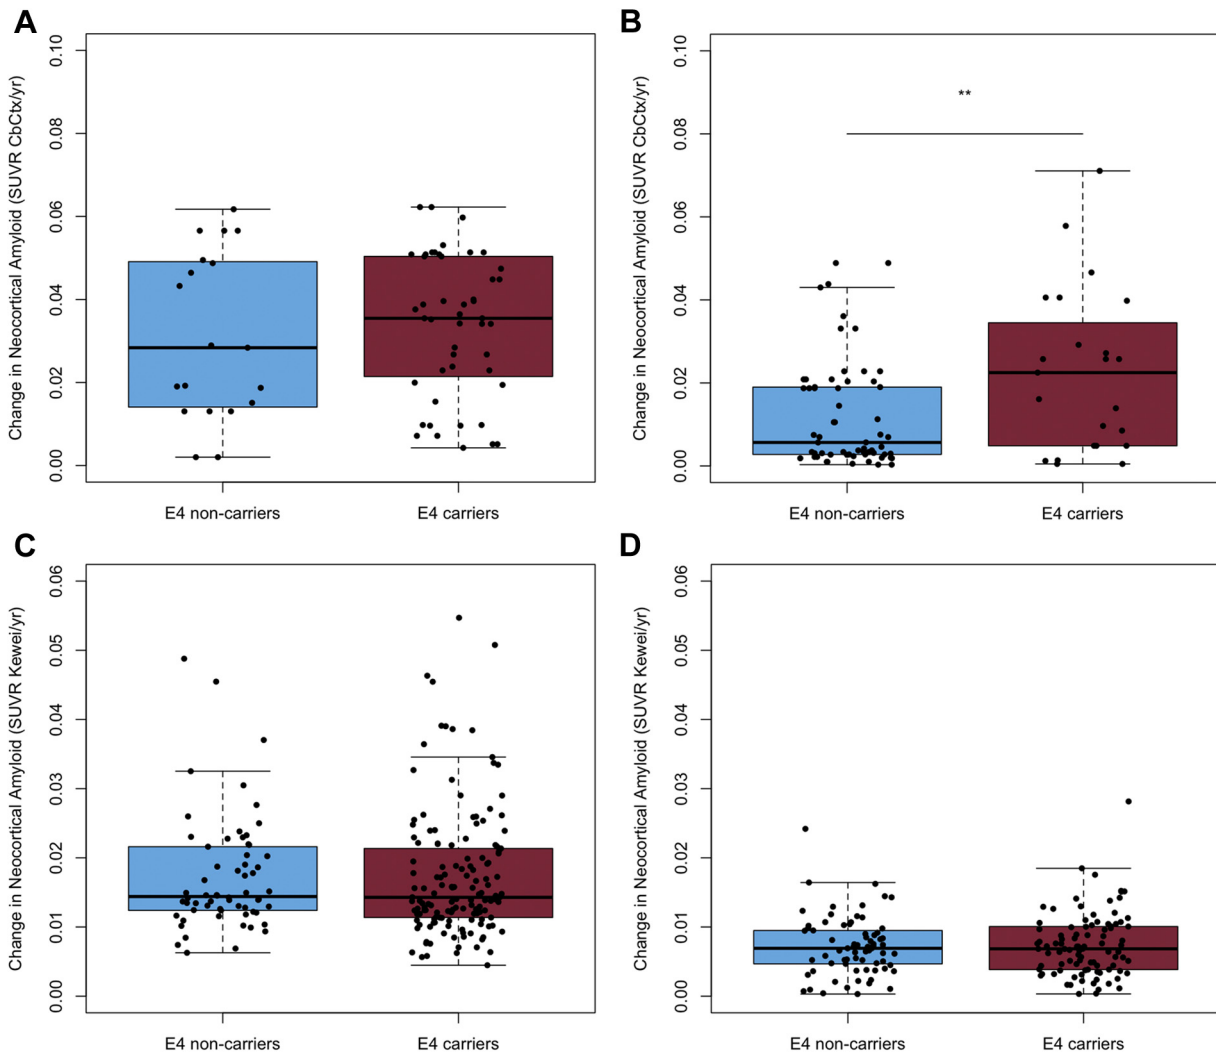 A
Change in Neocortical Amyloid (SUVR CbCtx/yr)
0.10
0.08
0.06
0.04
0.02
0.00
E4 non-carriers
E4 carriers
B
Change in Neocortical Amyloid (SUVR CbCtx/yr)
0.10
0.08
0.06
0.04
0.02
0.00
**
E4 non-carriers
E4 carriers
C
Change in Neocortical Amyloid (SUVR Kewei/yr)
0.06
0.05
0.04
0.03
0.02
0.01
0.00
E4 non-carriers
E4 carriers
D
Change in Neocortical Amyloid (SUVR Kewei/yr)
0.06
0.05
0.04
0.03
0.02
0.01
0.00
E4 non-carriers
E4 carriers